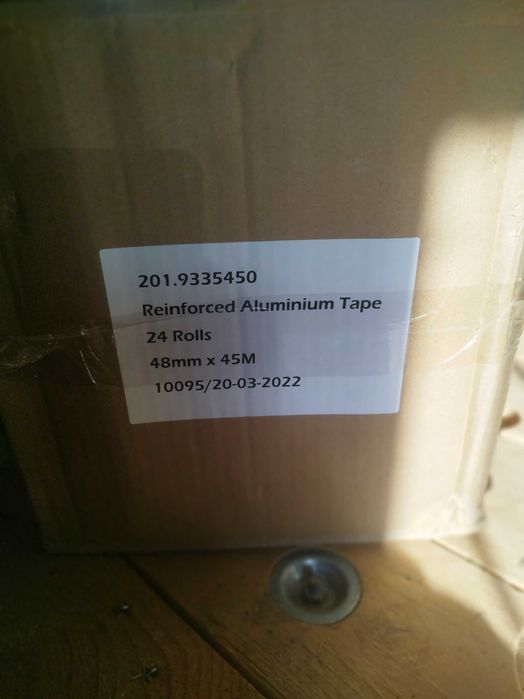 201.9335450
Reinforced Aluminium Tape
24 Rolls
48mm x 45M
10095/20-03-2022